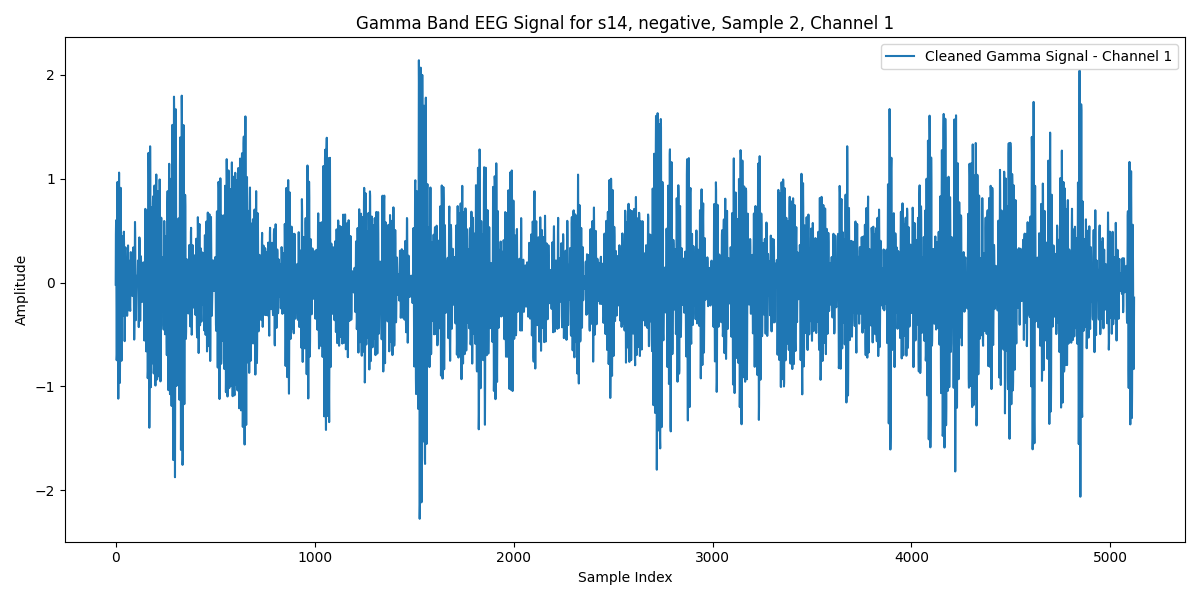 Gamma Band EEG Signal for s14, negative, Sample 2, Channel 1
Cleaned Gamma Signal - Channel 1
Amplitude
2
1
0
−1
−2
0 1000 2000 3000 4000 5000
Sample Index